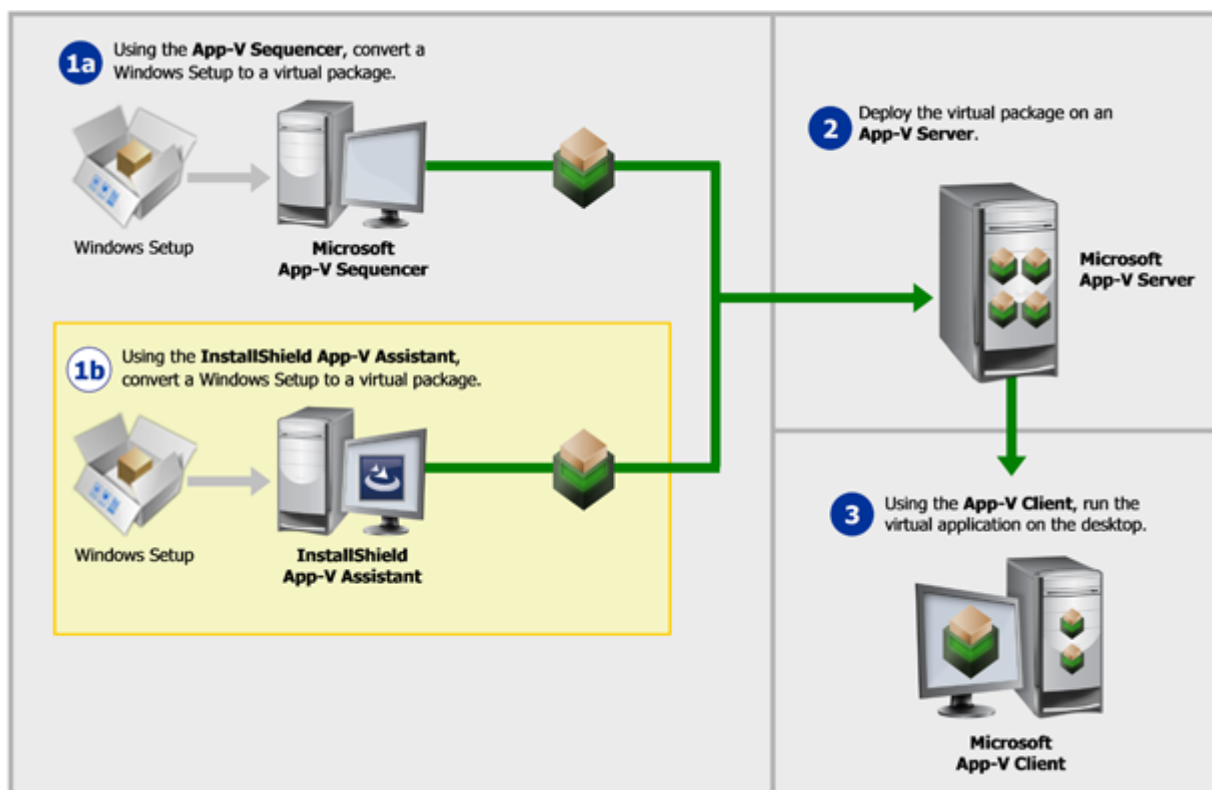 1a
Using the App-V Sequencer, convert a
Windows Setup to a virtual package.
Windows Setup
Microsoft
App-V Sequencer
1b
Using the InstallShield App-V Assistant,
convert a Windows Setup to a virtual package.
Windows Setup
InstallShield
App-V Assistant
2
Deploy the virtual package on an
App-V Server.
Microsoft
App-V Server
3
Using the App-V Client, run the
virtual application on the desktop.
Microsoft
App-V Client